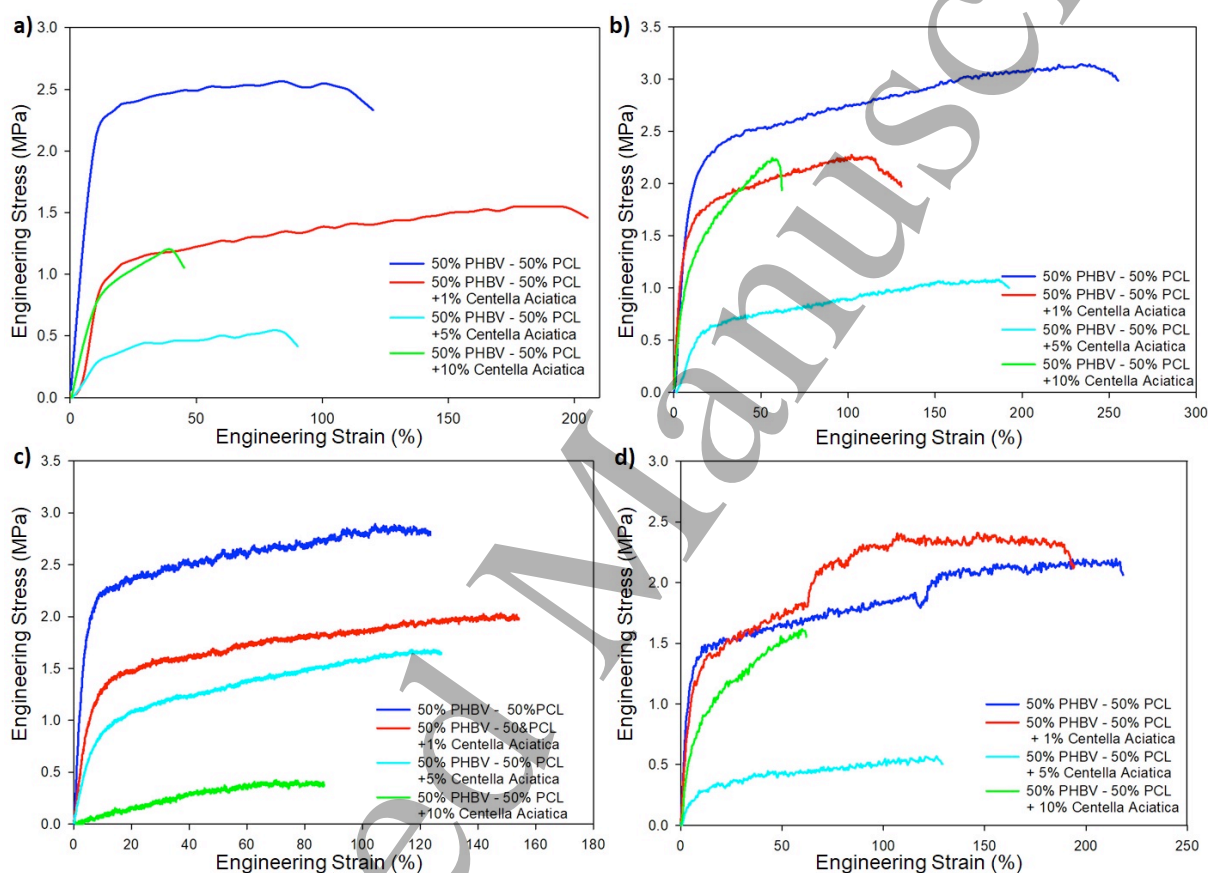 a)
3.0
2.5
2.0
1.5
1.0
0.5
0.0
Engineering Stress (MPa)
50% PHBV - 50% PCL
50% PHBV - 50% PCL
+1% Centella Aciatica
50% PHBV - 50% PCL
+5% Centella Aciatica
50% PHBV - 50% PCL
+10% Centella Aciatica
0 50 100 150 200
Engineering Strain (%)
b)
3.5
3.0
2.5
2.0
1.5
1.0
0.5
0.0
Engineering Stress (MPa)
50% PHBV - 50% PCL
50% PHBV - 50% PCL
+1% Centella Aciatica
50% PHBV - 50% PCL
+5% Centella Aciatica
50% PHBV - 50% PCL
+10% Centella Aciatica
0 50 100 150 200 250 300
Engineering Strain (%)
c)
3.5
3.0
2.5
2.0
1.5
1.0
0.5
0.0
Engineering Stress (MPa)
50% PHBV - 50%PCL
50% PHBV - 50&PCL
+1% Centella Aciatica
50% PHBV - 50% PCL
+5% Centella Aciatica
50% PHBV - 50% PCL
+10% Centella Aciatica
0 20 40 60 80 100 120 140 160 180
Engineering Strain (%)
d)
3.0
2.5
2.0
1.5
1.0
0.5
0.0
Engineering Stress (MPa)
50% PHBV - 50% PCL
50% PHBV - 50% PCL
+ 1% Centella Aciatica
50% PHBV - 50% PCL
+ 5% Centella Aciatica
50% PHBV - 50% PCL
+ 10% Centella Aciatica
0 50 100 150 200 250
Engineering Strain (%)
ed Manusc